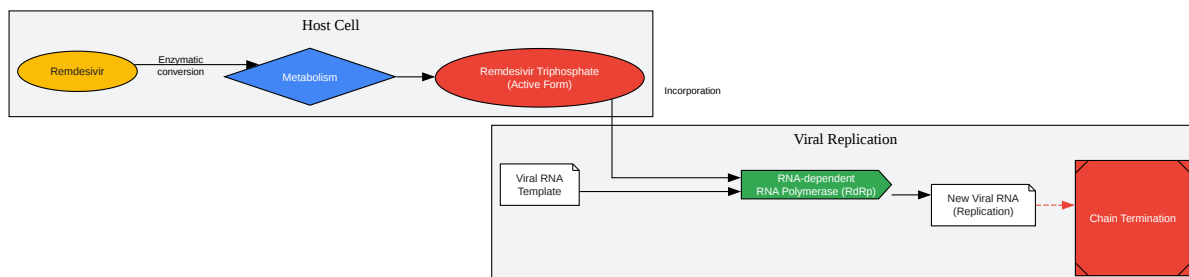 Host Cell
Remdesivir
Enzymatic
conversion
Metabolism
Remdesivir Triphosphate
(Active Form)
Incorporation
Viral Replication
Viral RNA
Template
RNA-dependent
RNA Polymerase (RdRp)
New Viral RNA
(Replication)
Chain Termination